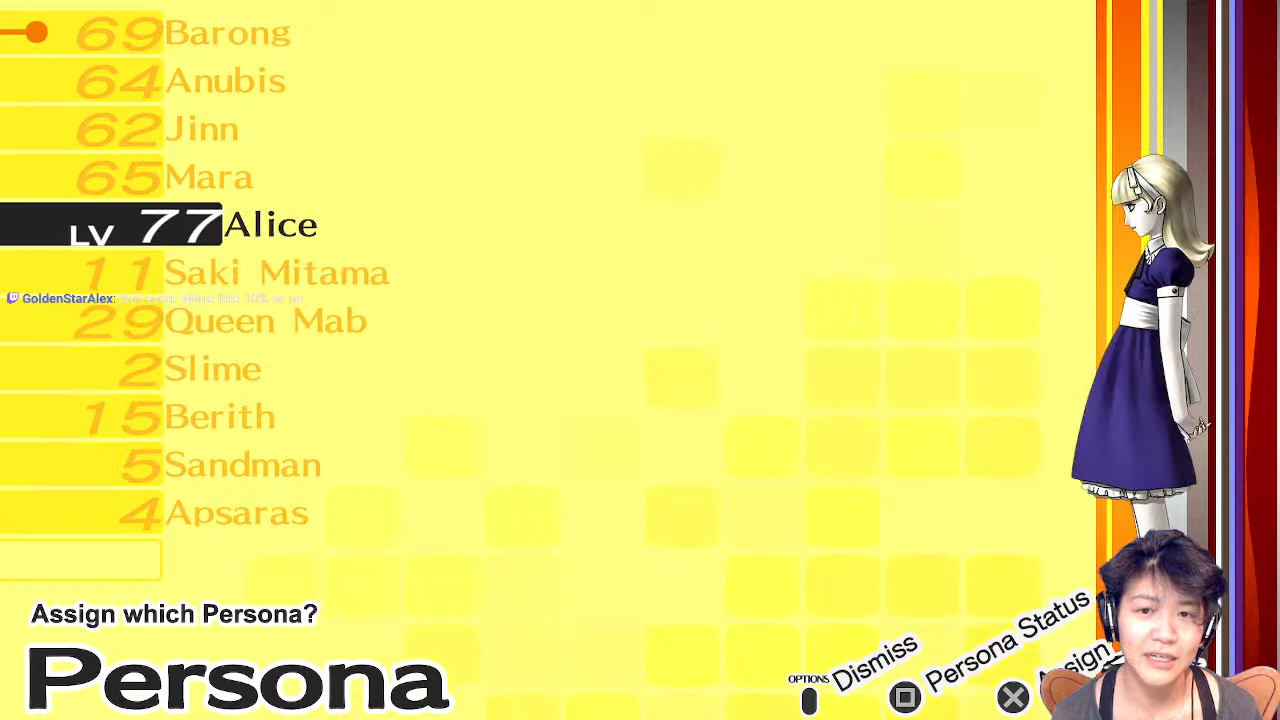 69 Barong
64 Anubis
62 Jinn
65 Mara
LV 77 Alice
11 Saki Mitama
GoldenStarAlex:
29 Queen Mab
2 Slime
15 Berith
5 Sandman
4 Apsaras
Assign which Persona?
Persona
OPTIONS Dismiss
Persona Status
Assign